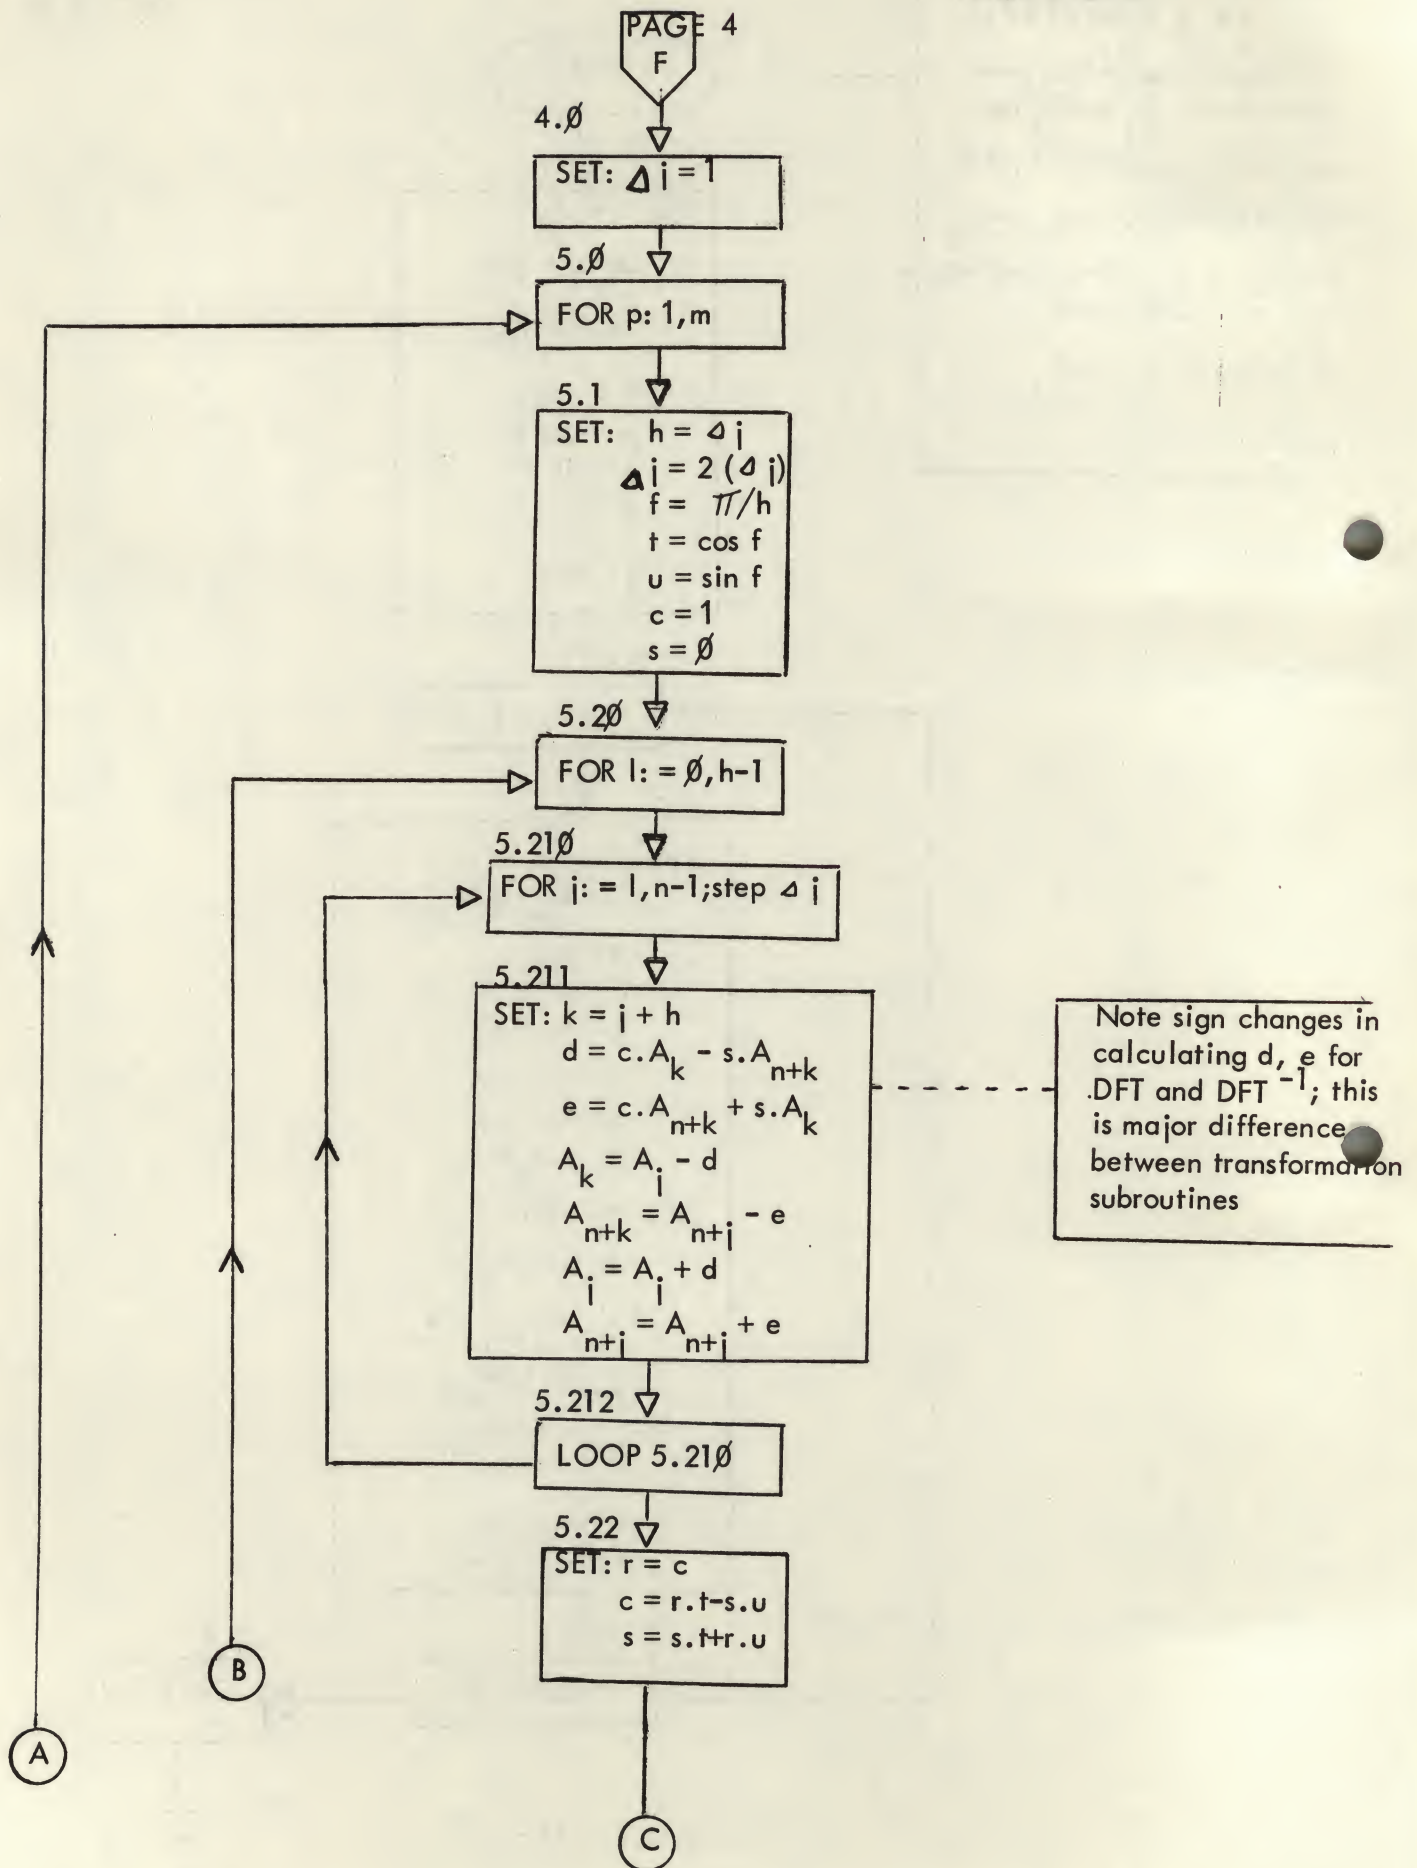 PAGE 4
F
4.Ø
SET: Δ j = 1
5.Ø
FOR p: 1,m
5.1
SET: h = Δ j
Δ j = 2 (Δ j)
f = π/h
t = cos f
u = sin f
c = 1
s = Ø
5.2Ø
FOR l: = Ø,h-1
5.21Ø
FOR j: = l,n-1;step Δ j
5.211
SET: k = j + h
d = c.A_k - s.A_n+k
e = c.A_n+k + s.A_k
A_k = A_j - d
A_n+k = A_n+j - e
A_j = A_j + d
A_n+j = A_n+j + e
Note sign changes in
calculating d, e for
DFT and DFT ^-1; this
is major difference
between transformation
subroutines
5.212
LOOP 5.21Ø
5.22
SET: r = c
c = r.t-s.u
s = s.t+r.u
B
A
C